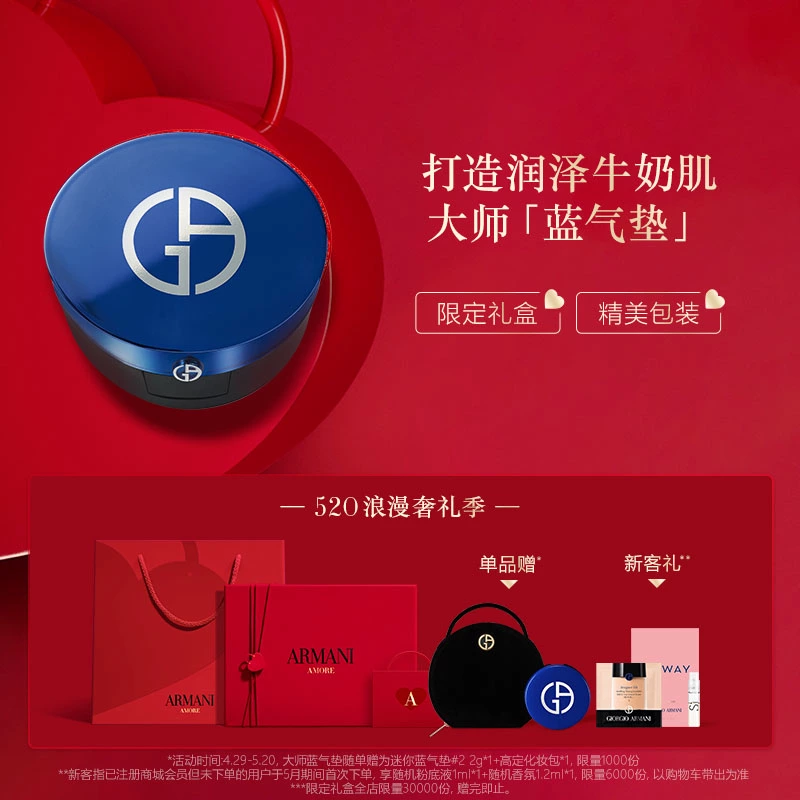 打造润泽牛奶肌
大师「蓝气垫」
限定礼盒
精美包装
520浪漫奢礼季
单品赠*
新客礼**
ARMANI
AMORE
ARMANI
AMORE
A
WAY
GIORGIO ARMANI
O ARMANI
SÌ
*活动时间:4.29-5.20, 大师蓝气垫随单赠为迷你蓝气垫#2 2g*1+高定化妆包*1, 限量1000份
**新客指已注册商城会员但未下单的用户于5月期间首次下单, 享随机粉底液1ml*1+随机香氛1.2ml*1, 限量6000份, 以购物车带出为准
***限定礼盒全店限量30000份, 赠完即止。